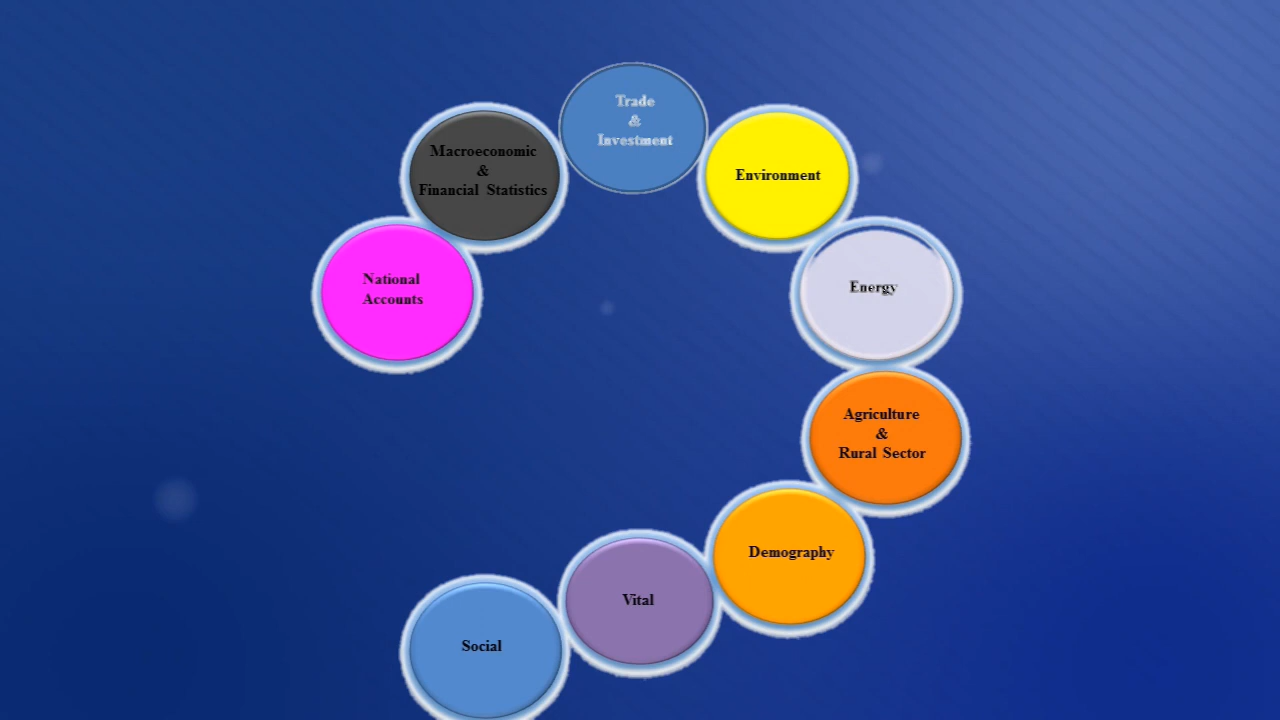 Trade
&
Investment
Macroeconomic
&
Financial Statistics
Environment
National
Accounts
Energy
Agriculture
&
Rural Sector
Demography
Vital
Social